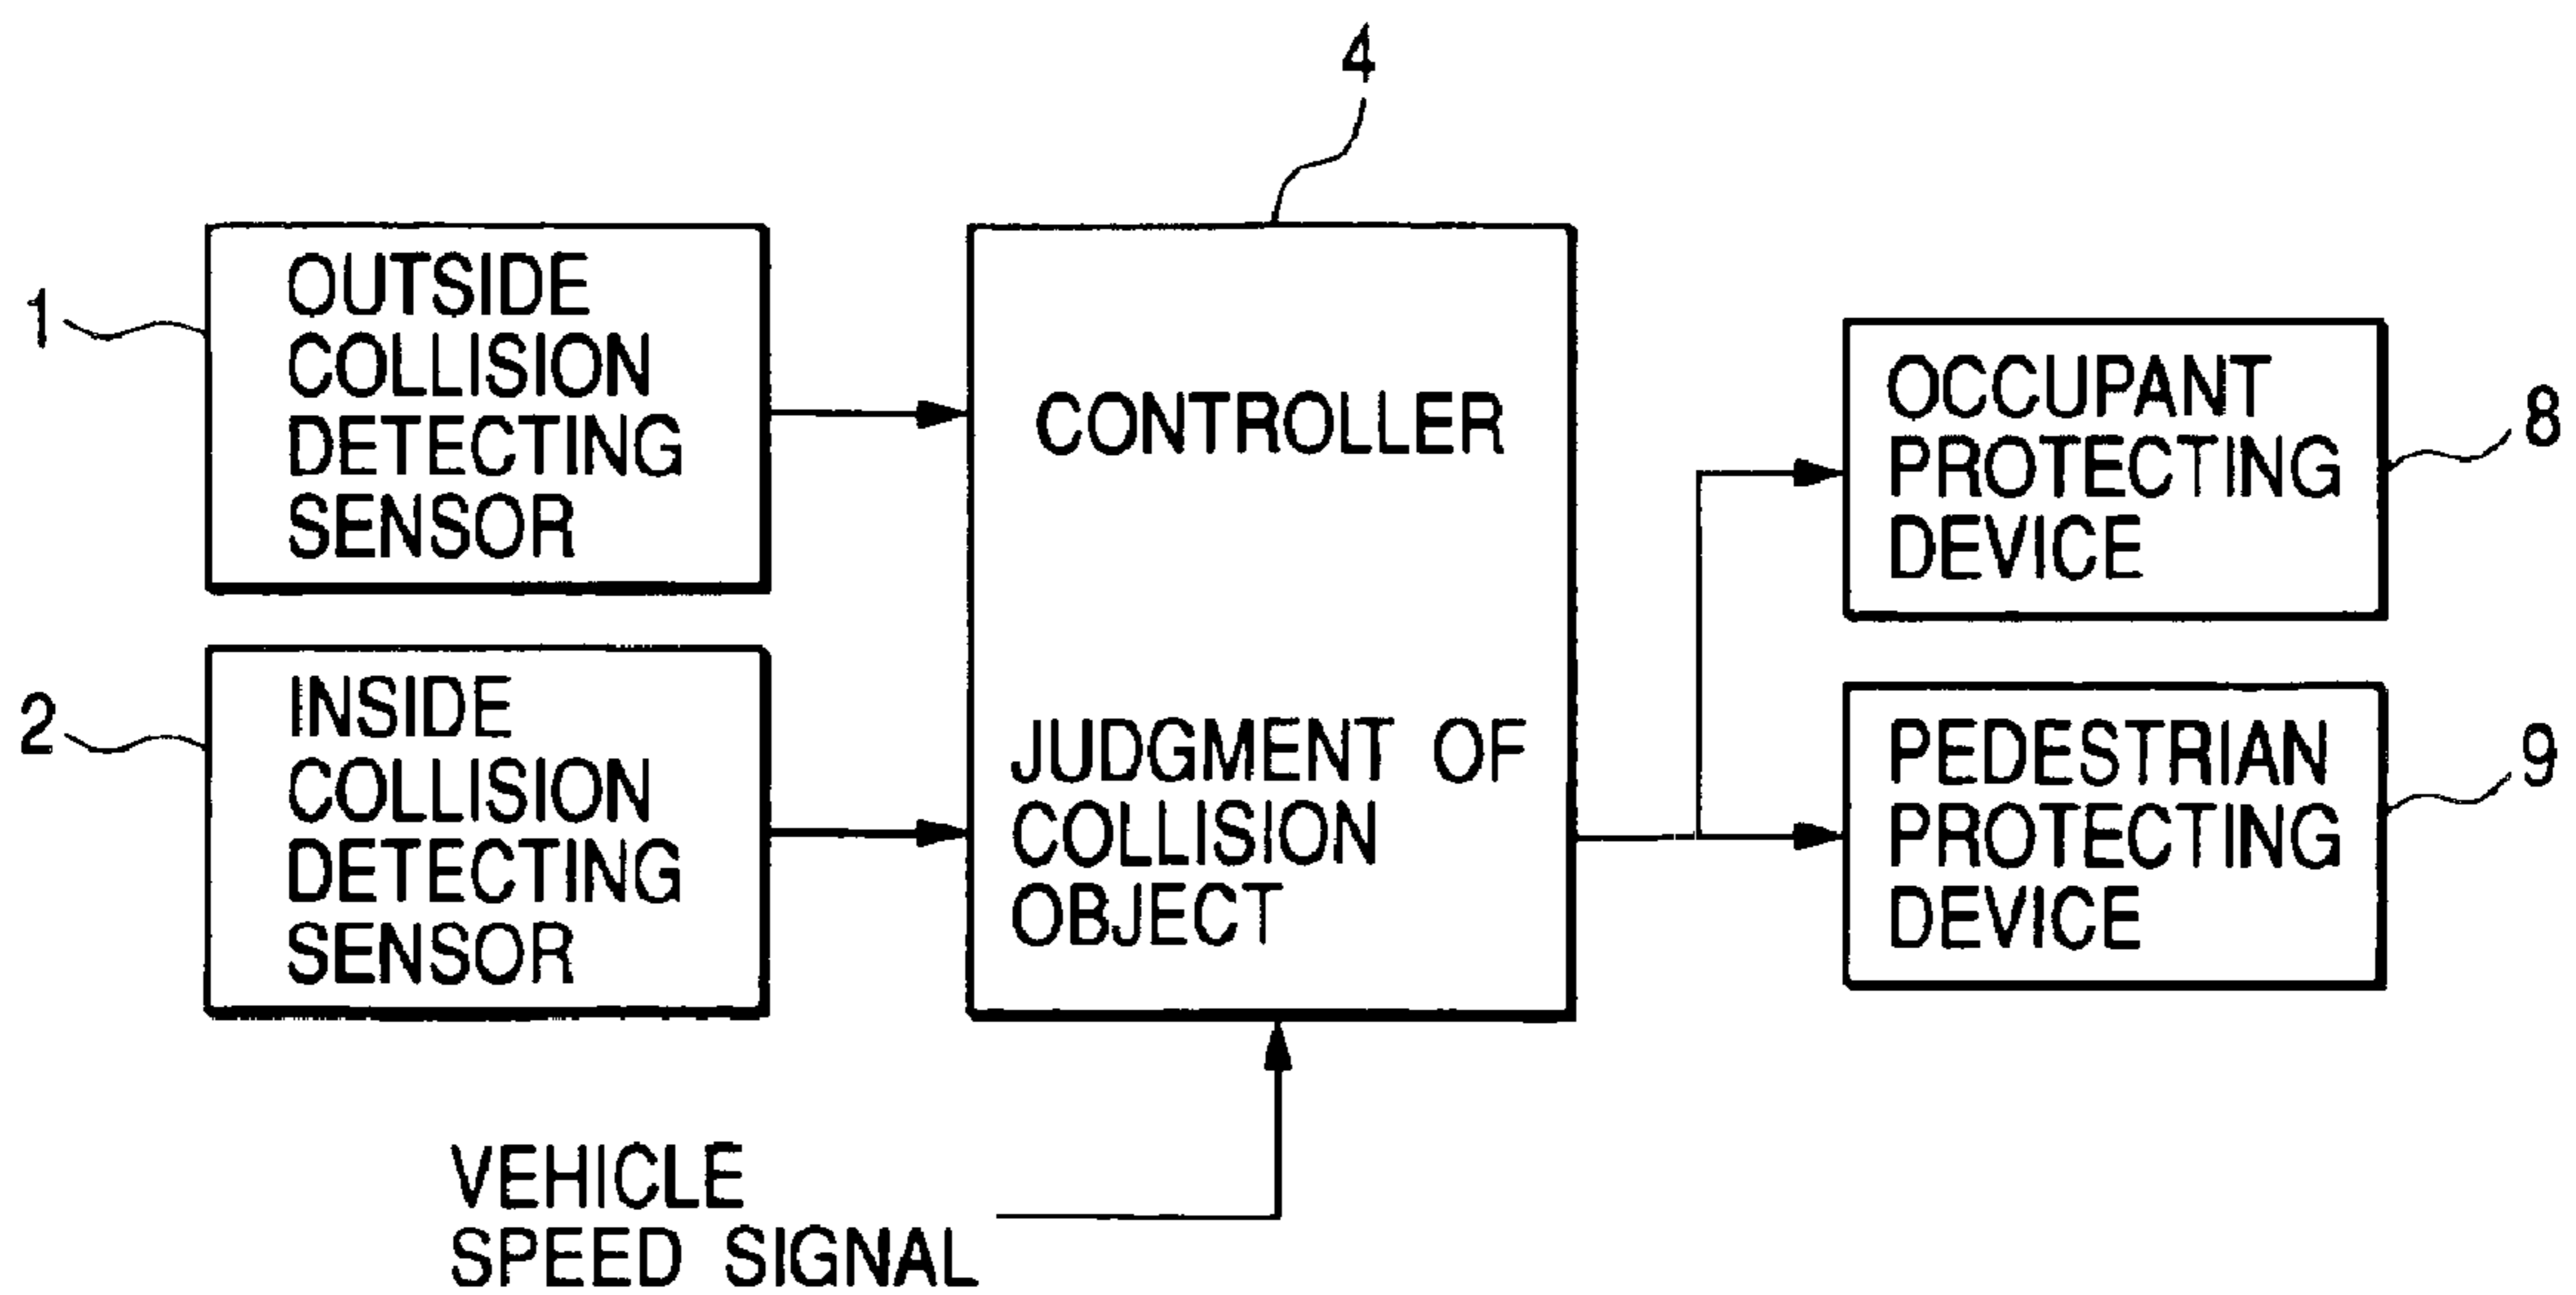 4
1
OUTSIDE
COLLISION
DETECTING
SENSOR
2
INSIDE
COLLISION
DETECTING
SENSOR
CONTROLLER
JUDGMENT OF
COLLISION
OBJECT
OCCUPANT
PROTECTING
DEVICE
8
PEDESTRIAN
PROTECTING
DEVICE
9
VEHICLE
SPEED SIGNAL